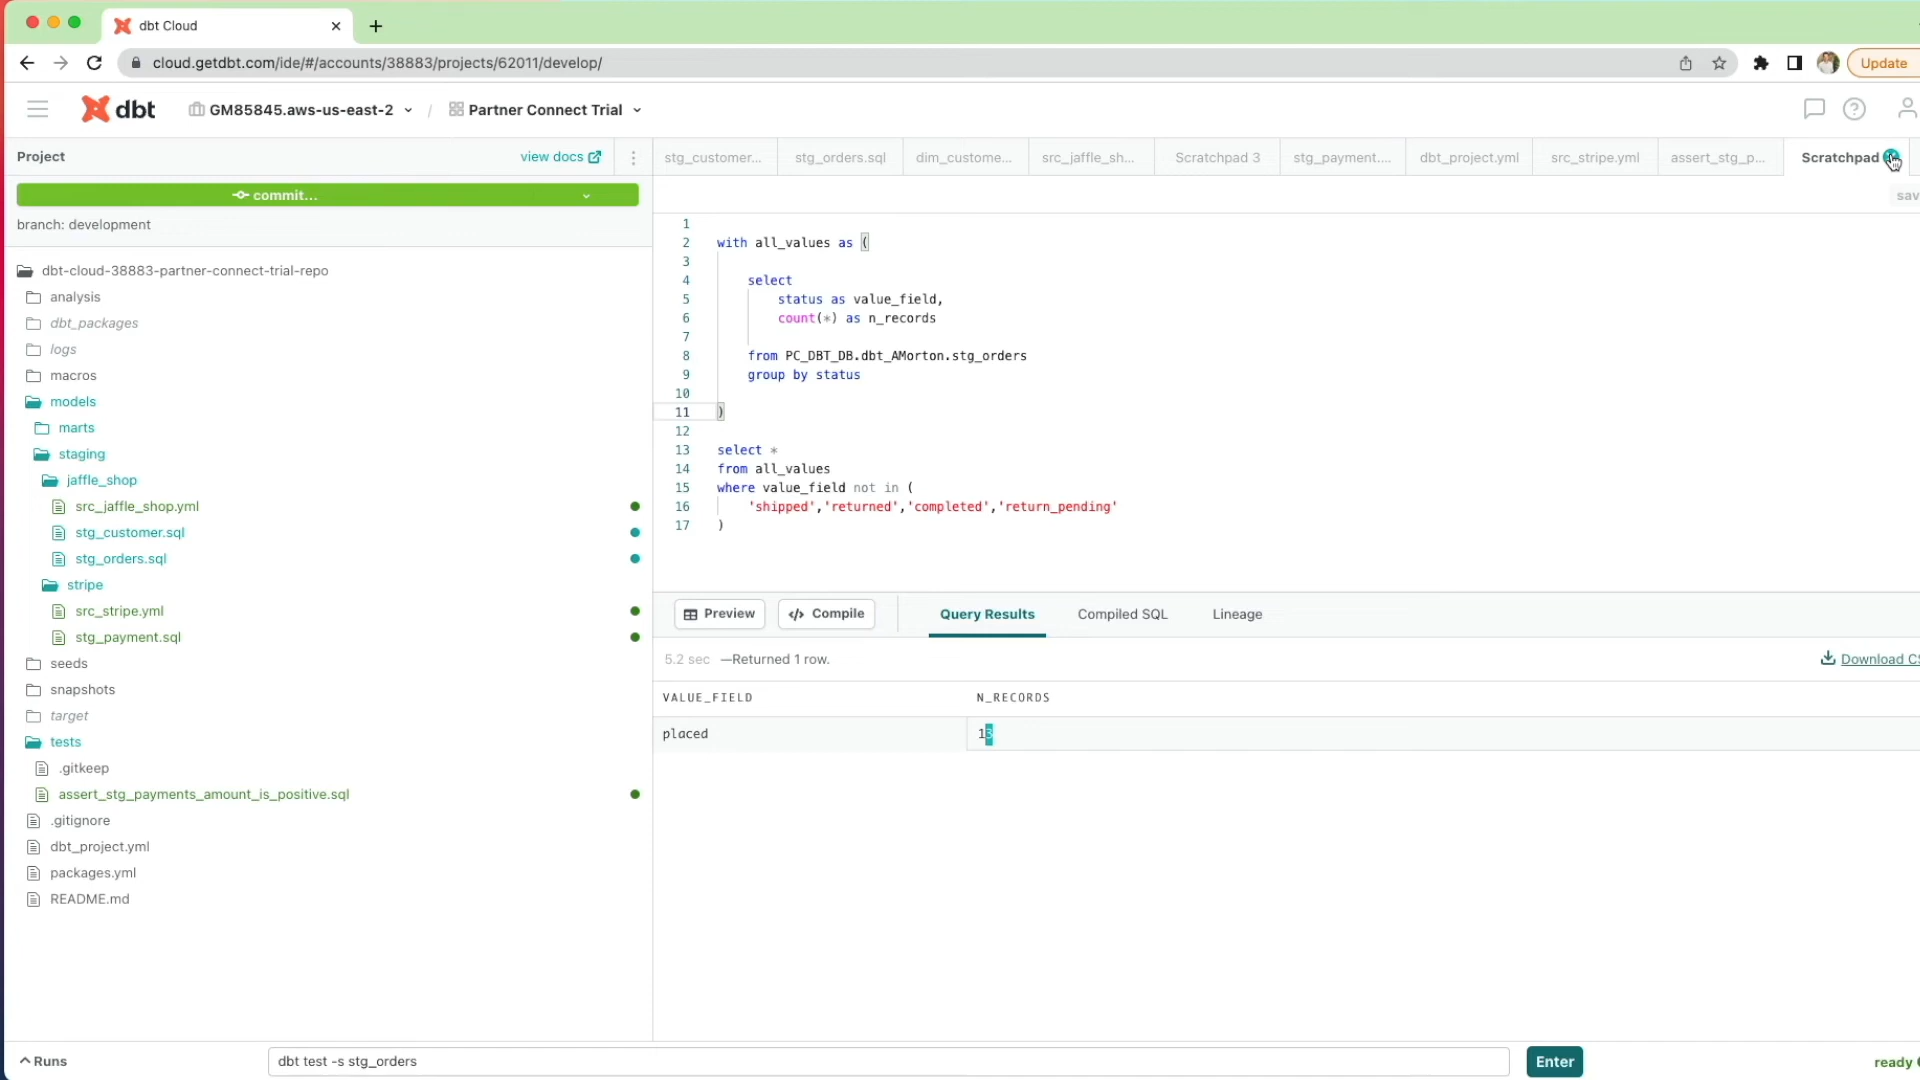 dbt Cloud
cloud.getdbt.com/ide/#/accounts/38883/projects/62011/develop/
Update
dbt
GM85845.aws-us-east-2 / Partner Connect Trial
Project
view docs
stg_customer...
stg_orders.sql
dim_custome...
src_jaffle_sh...
Scratchpad 3
stg_payment....
dbt_project.yml
src_stripe.yml
assert_stg_p...
Scratchpad
commit...
sav
branch: development
dbt-cloud-38883-partner-connect-trial-repo
analysis
dbt_packages
logs
macros
models
marts
staging
jaffle_shop
src_jaffle_shop.yml
stg_customer.sql
stg_orders.sql
stripe
src_stripe.yml
stg_payment.sql
seeds
snapshots
target
tests
.gitkeep
assert_stg_payments_amount_is_positive.sql
.gitignore
dbt_project.yml
packages.yml
README.md
1
2 with all_values as (
3
4 select
5 status as value_field,
6 count(*) as n_records
7
8 from PC_DBT_DB.dbt_AMorton.stg_orders
9 group by status
10
11 )
12
13 select *
14 from all_values
15 where value_field not in (
16 'shipped','returned','completed','return_pending'
17 )
Preview
Compile
Query Results
Compiled SQL
Lineage
5.2 sec —Returned 1 row.
Download CS
VALUE_FIELD N_RECORDS
placed 13
Runs
dbt test -s stg_orders
Enter
ready